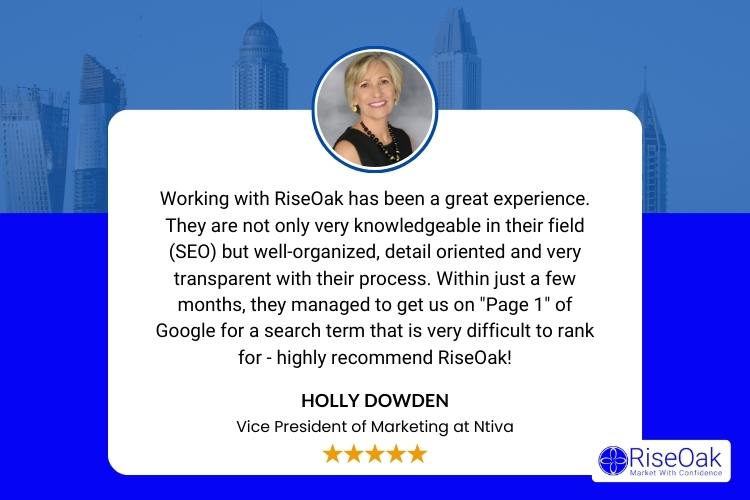 Working with RiseOak has been a great experience.
They are not only very knowledgeable in their field
(SEO) but well-organized, detail oriented and very
transparent with their process. Within just a few
months, they managed to get us on "Page 1" of
Google for a search term that is very difficult to rank
for - highly recommend RiseOak!
HOLLY DOWDEN
Vice President of Marketing at Ntiva
RiseOak
Market With Confidence